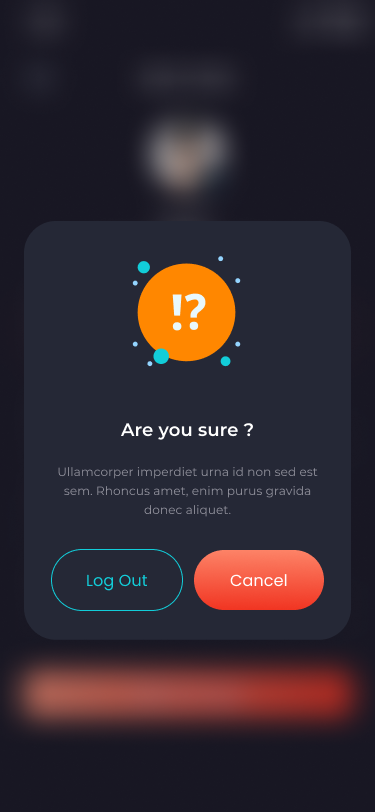 !?
Are you sure ?
Ullamcorper imperdiet urna id non sed est
sem. Rhoncus amet, enim purus gravida
donec aliquet.
Log Out
Cancel